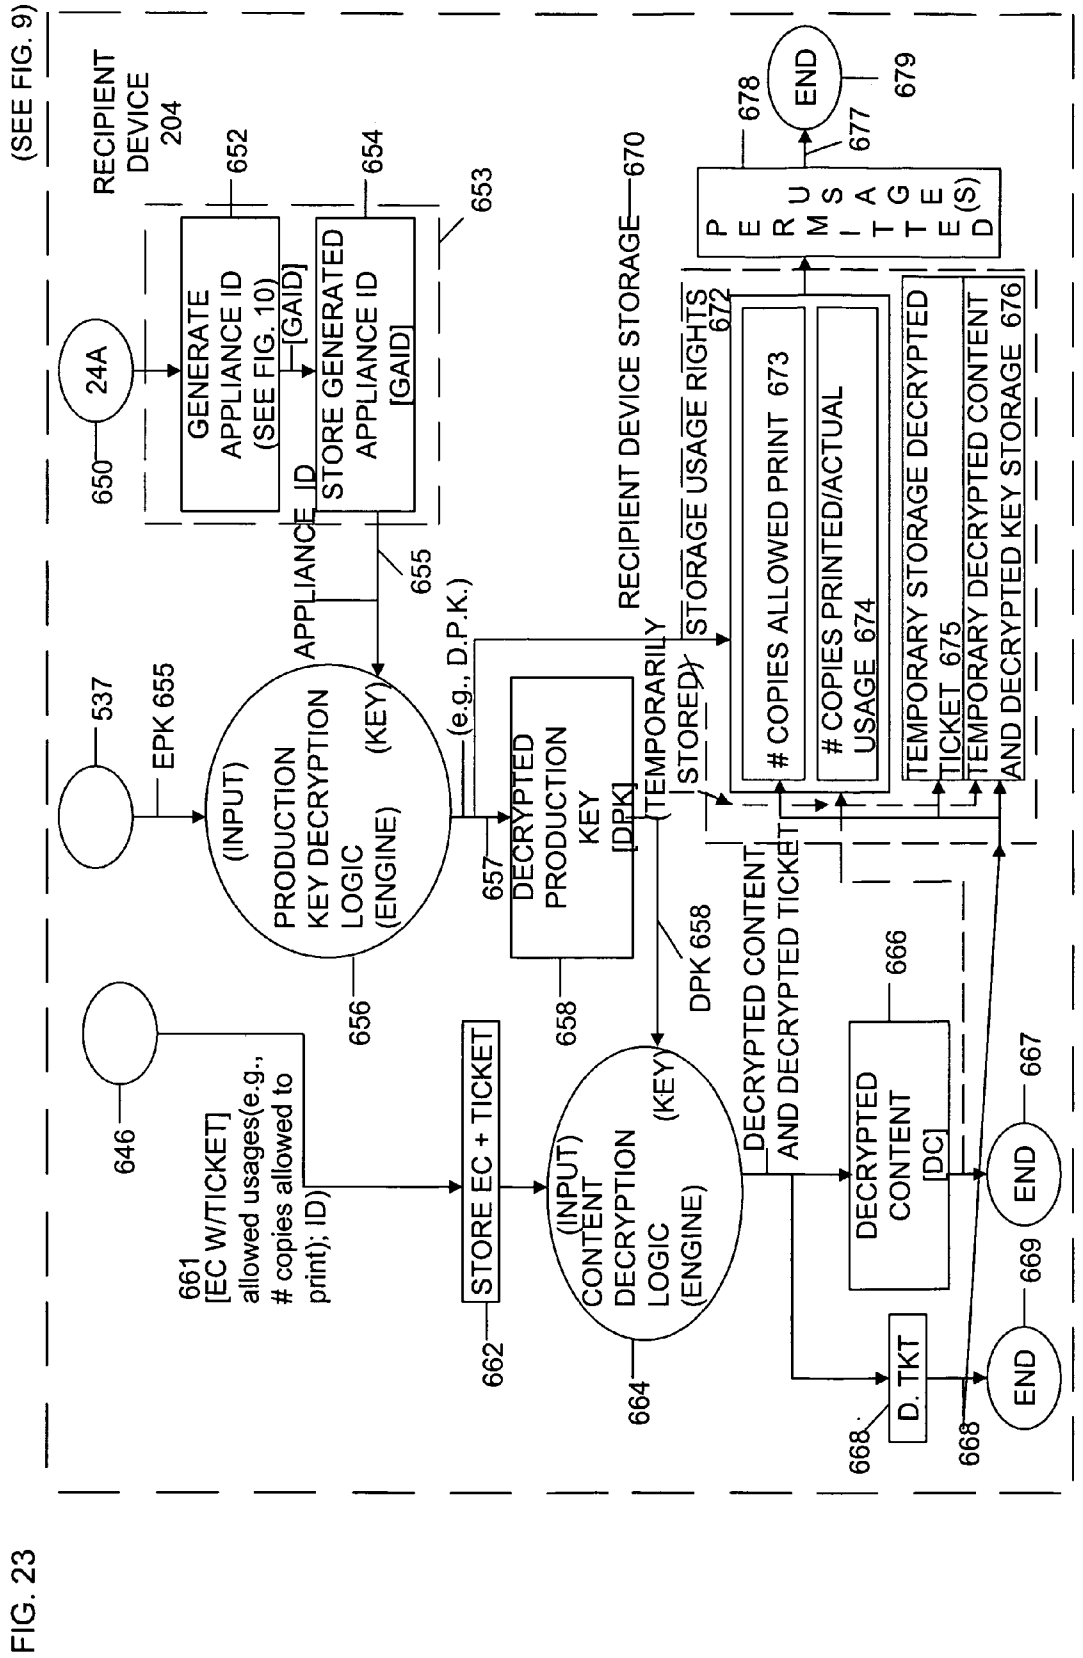 FIG. 23
(SEE FIG. 9)
RECIPIENT
DEVICE
204
646
537
650
24A
661
[EC W/TICKET]
allowed usages(e.g.,
# copies allowed to
print); ID)
EPK 655
GENERATE
APPLIANCE ID
(SEE FIG. 10)
652
[GAID]
STORE GENERATED
APPLIANCE ID
[GAID]
654
653
APPLIANCE ID
655
(INPUT)
PRODUCTION
KEY DECRYPTION
LOGIC
(ENGINE)
(KEY)
656
(e.g., D.P.K.)
657
662
STORE EC + TICKET
658
DECRYPTED
PRODUCTION
KEY
[DPK]
(TEMPORARILY
STORED)
(INPUT)
CONTENT
DECRYPTION
LOGIC
(ENGINE)
(KEY)
664
DPK 658
RECIPIENT DEVICE STORAGE
670
STORAGE USAGE RIGHTS
672
# COPIES ALLOWED PRINT 673
# COPIES PRINTED/ACTUAL
USAGE 674
TEMPORARY STORAGE DECRYPTED
TICKET 675
TEMPORARY DECRYPTED CONTENT
AND DECRYPTED KEY STORAGE 676
PERMITTED
USAGE(S)
678
677
END
679
DECRYPTED CONTENT
AND DECRYPTED TICKET
DECRYPTED
CONTENT
[DC]
666
668
D. TKT
668
END
669
END
667